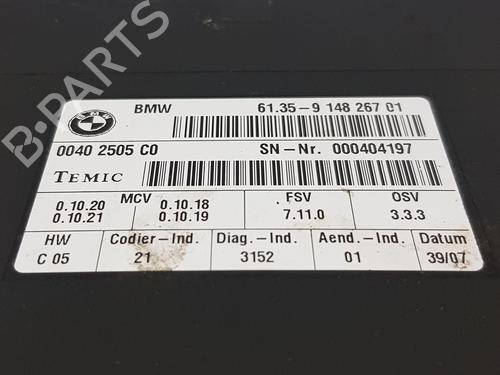 BMW 61.35-9 148 267 01
0040 2505 C0 SN-Nr. 000404197
TEMIC
MCV FSV OSV
0.10.20 0.10.18 7.11.0 3.3.3
0.10.21 0.10.19
HW Codier-Ind. Diag.-Ind. Aend.-Ind. Datum
C 05 21 3152 01 39/07
B-PARTS